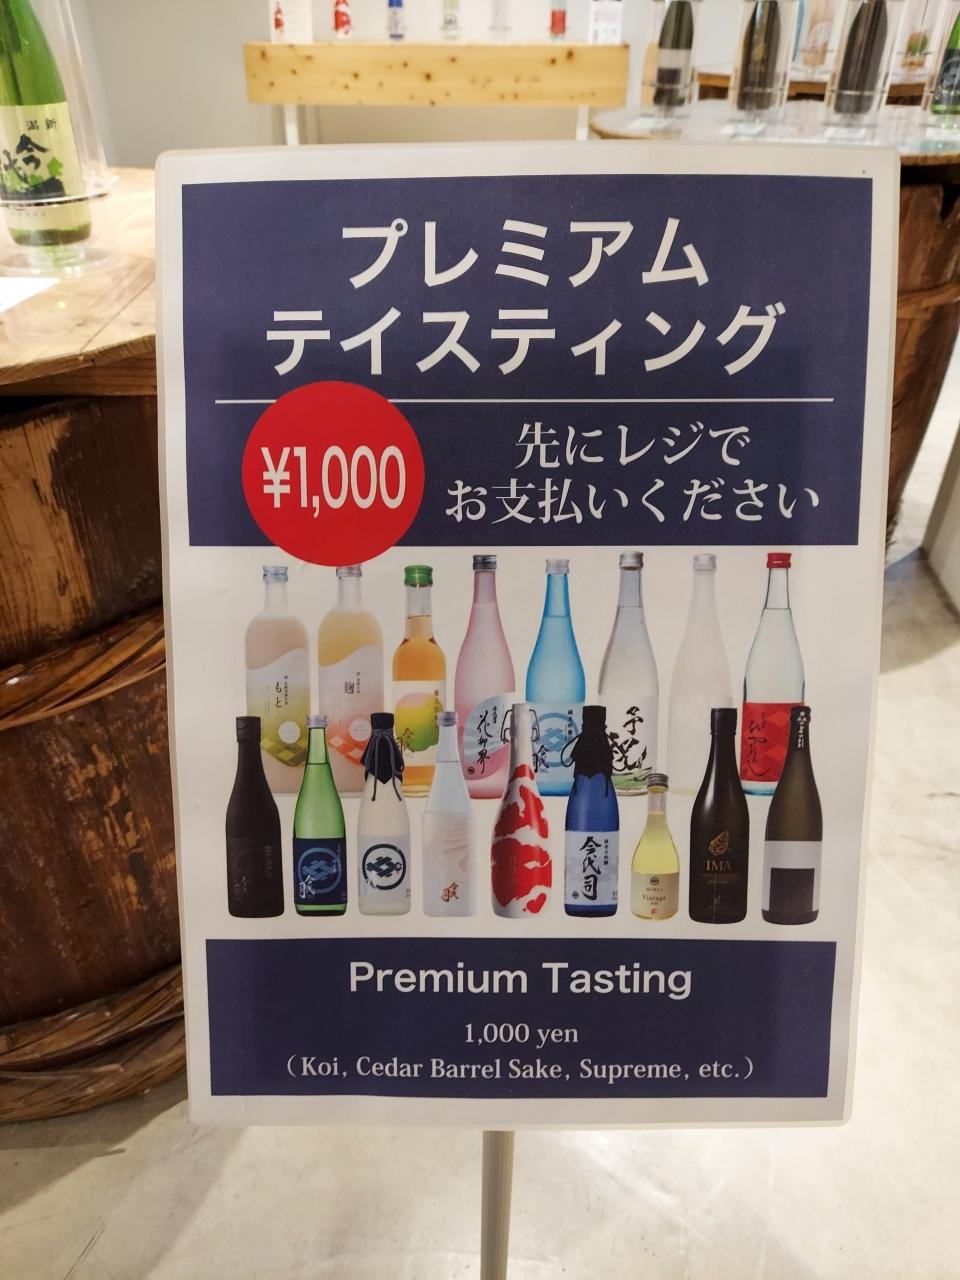 プレミアム
テイスティング
¥1,000
先にレジで
お支払いください
もと
麹
花柳界
IMA
今代司
Vintage
Premium Tasting
1,000 yen
（Koi, Cedar Barrel Sake, Supreme, etc.）